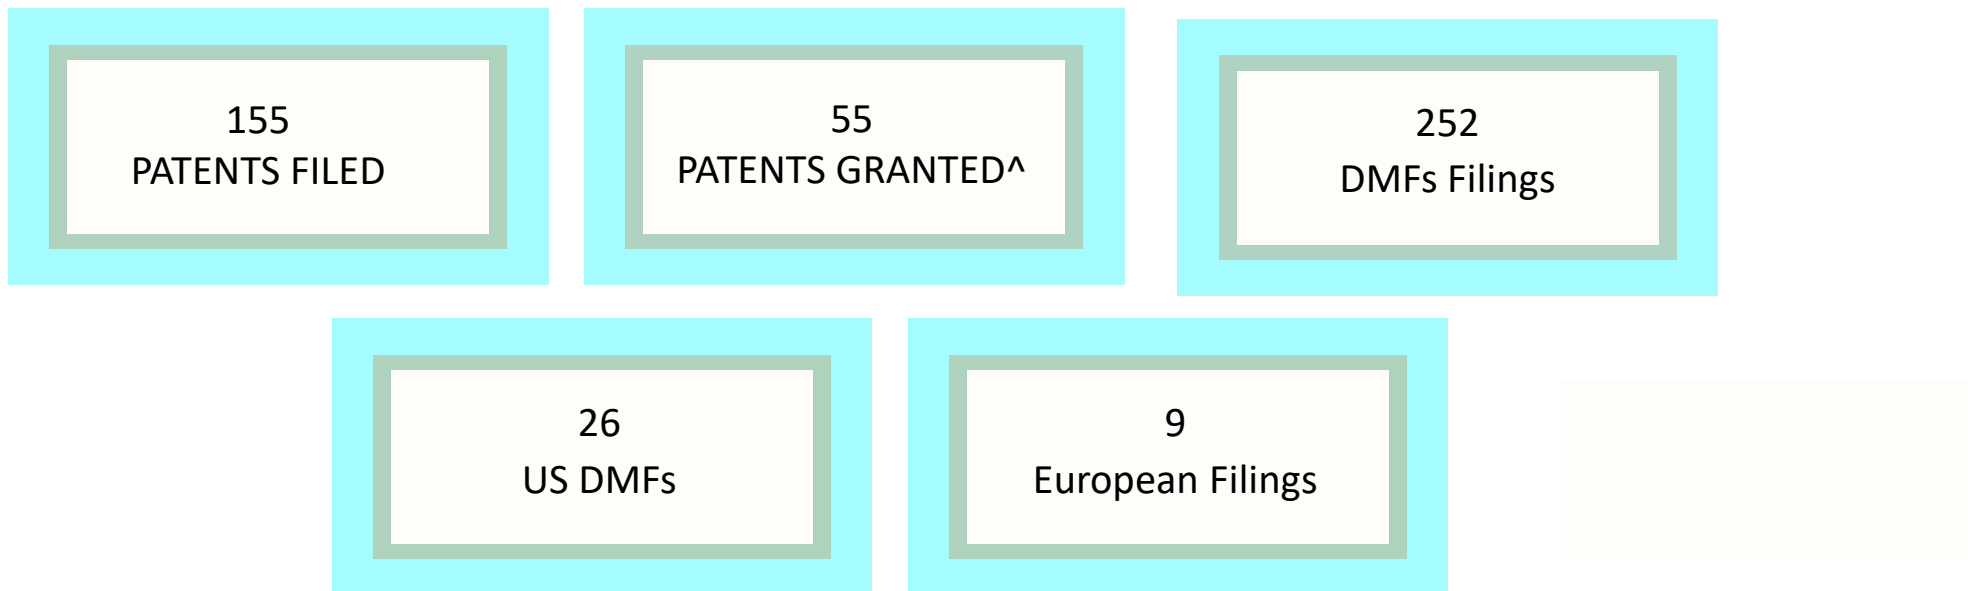 155
PATENTS FILED
55
PATENTS GRANTED^
252
DMFs Filings
26
US DMFs
9
European Filings